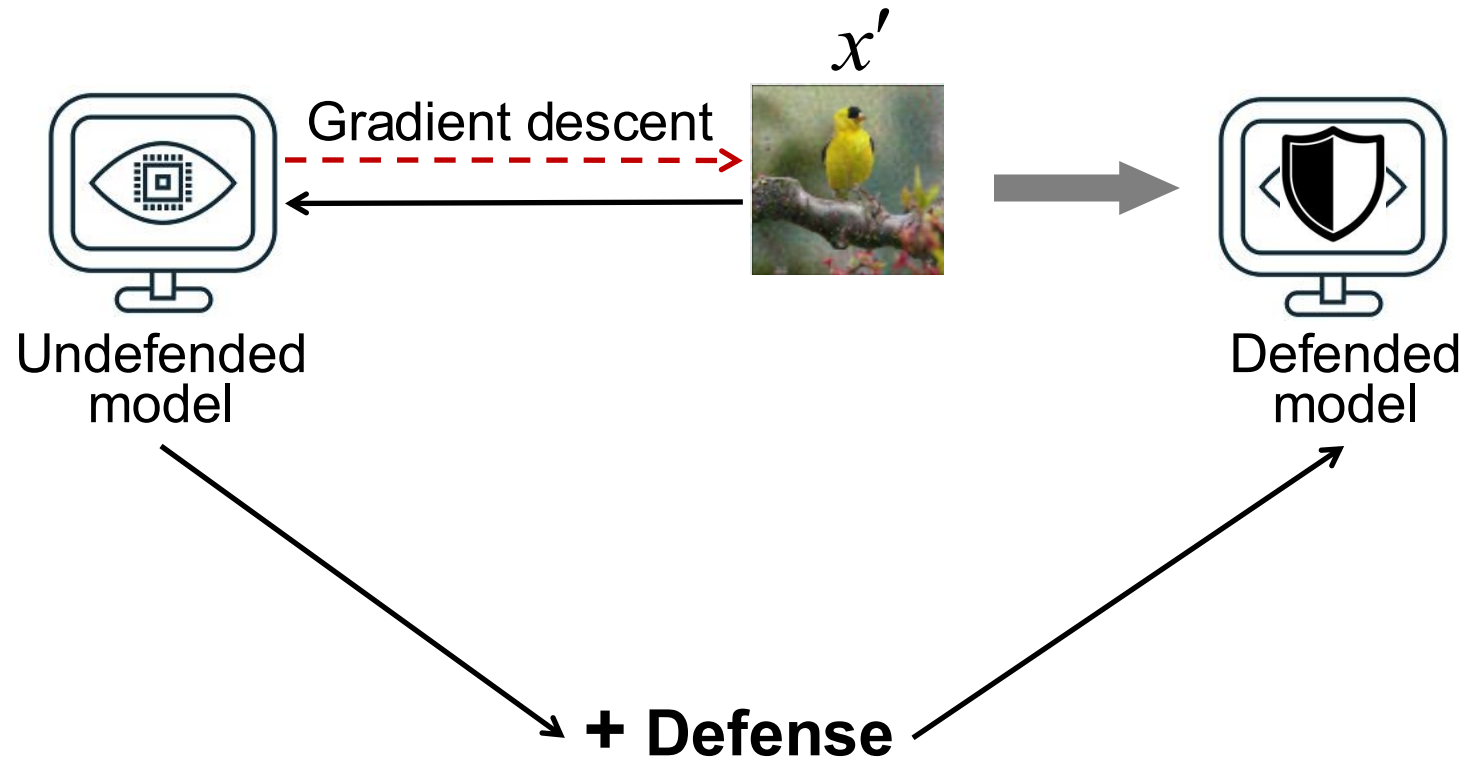 x′
Gradient descent
Undefended
model
Defended
model
+ Defense